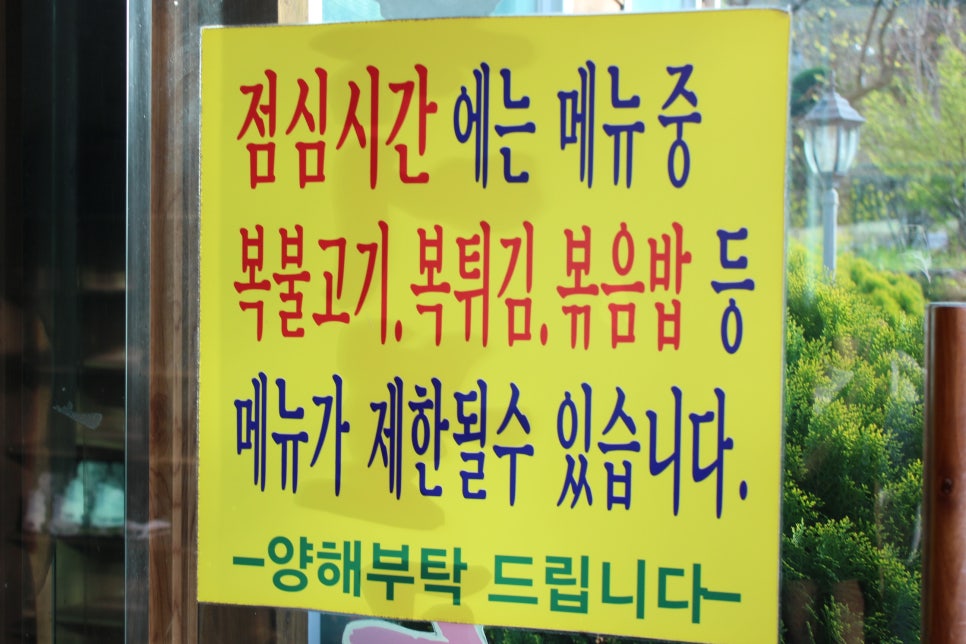 점심시간 에는 메뉴중
복불고기.복튀김.볶음밥 등
메뉴가 제한될수 있습니다.
-양해부탁 드립니다-